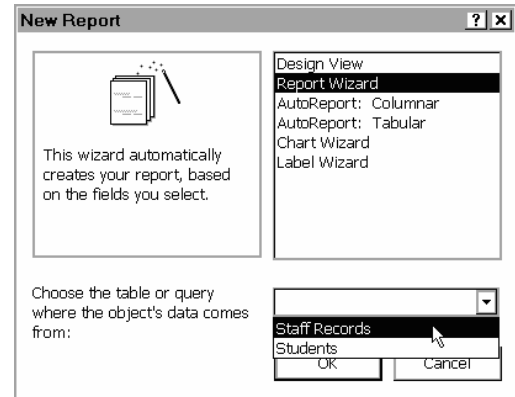 New Report
Design View
Report Wizard
AutoReport: Columnar
AutoReport: Tabular
Chart Wizard
Label Wizard
This wizard automatically
creates your report, based
on the fields you select.
Choose the table or query
where the object's data comes
from:
Staff Records
Students
OK
Cancel